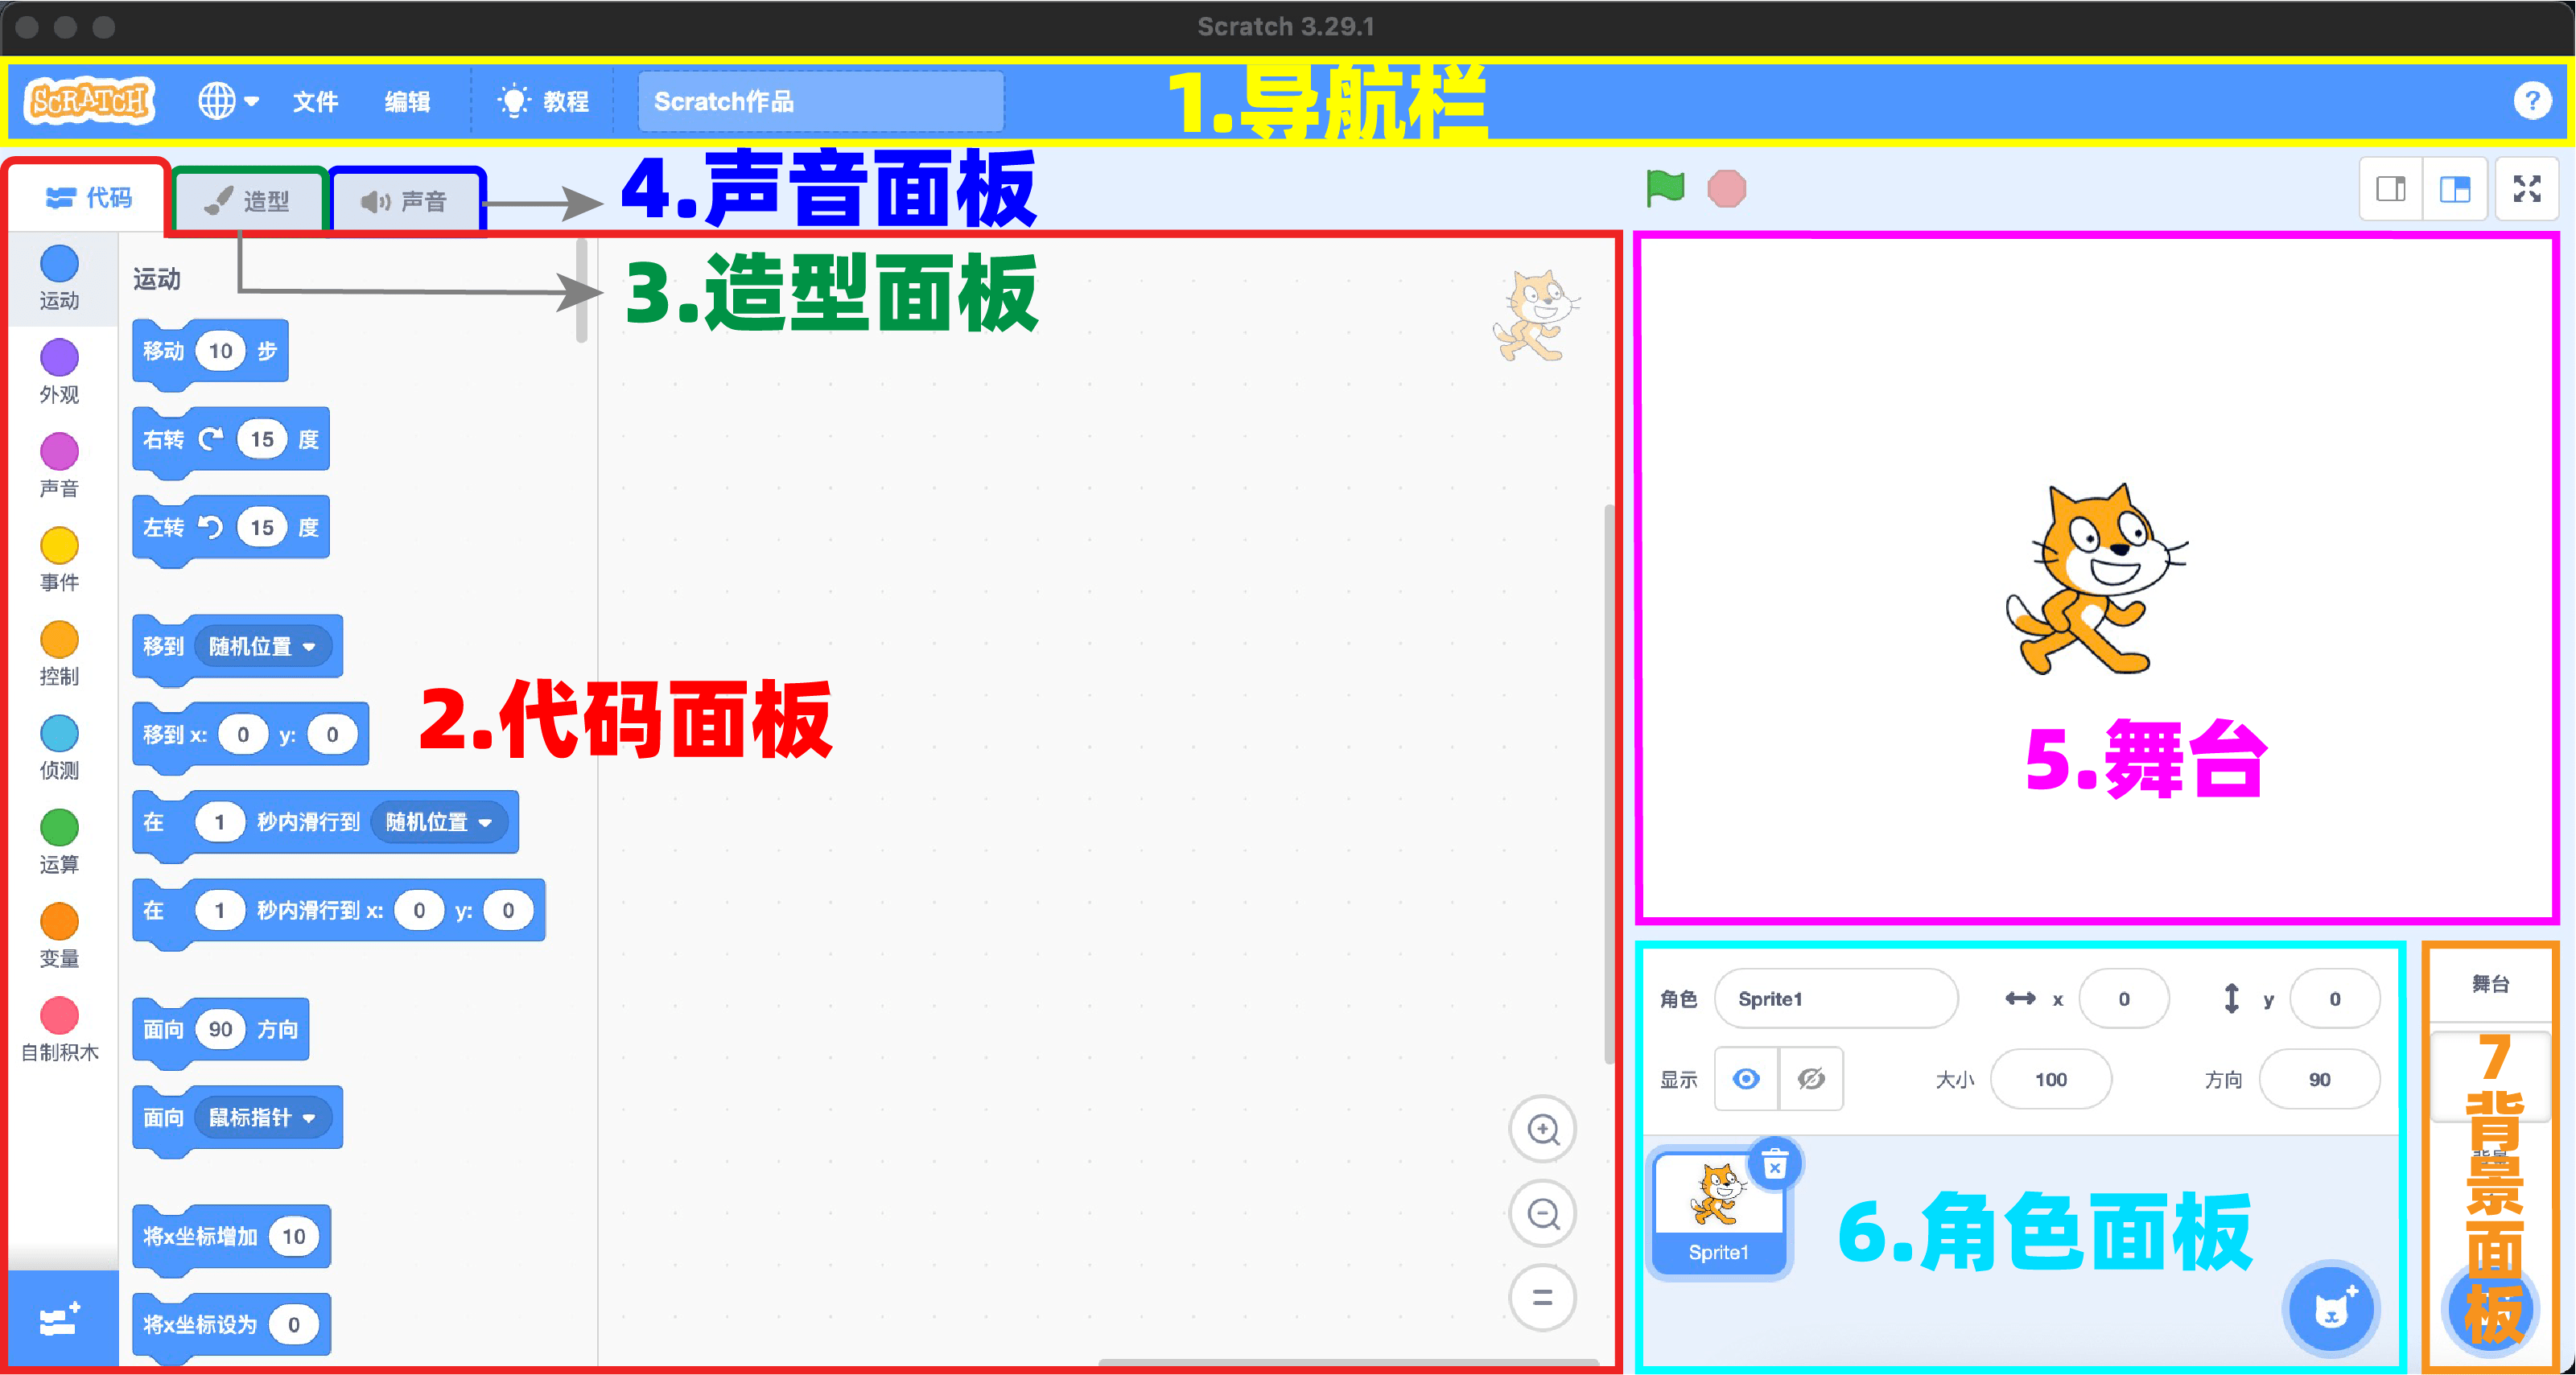 Scratch 3.29.1
SCRATCH 文件 编辑 教程 Scratch作品 1.导航栏 ?
代码 造型 声音 4.声音面板
3.造型面板
运动
外观
声音
事件
控制
侦测
运算
变量
自制积木
运动
移动 10 步
右转 15 度
左转 15 度
移到 随机位置
移到 x: 0 y: 0
在 1 秒内滑行到 随机位置
在 1 秒内滑行到 x: 0 y: 0
面向 90 方向
面向 鼠标指针
将x坐标增加 10
将x坐标设为 0
2.代码面板
5.舞台
角色 Sprite1 x 0 y 0
显示 大小 100 方向 90
Sprite1
6.角色面板
舞台
背景
7背景面板